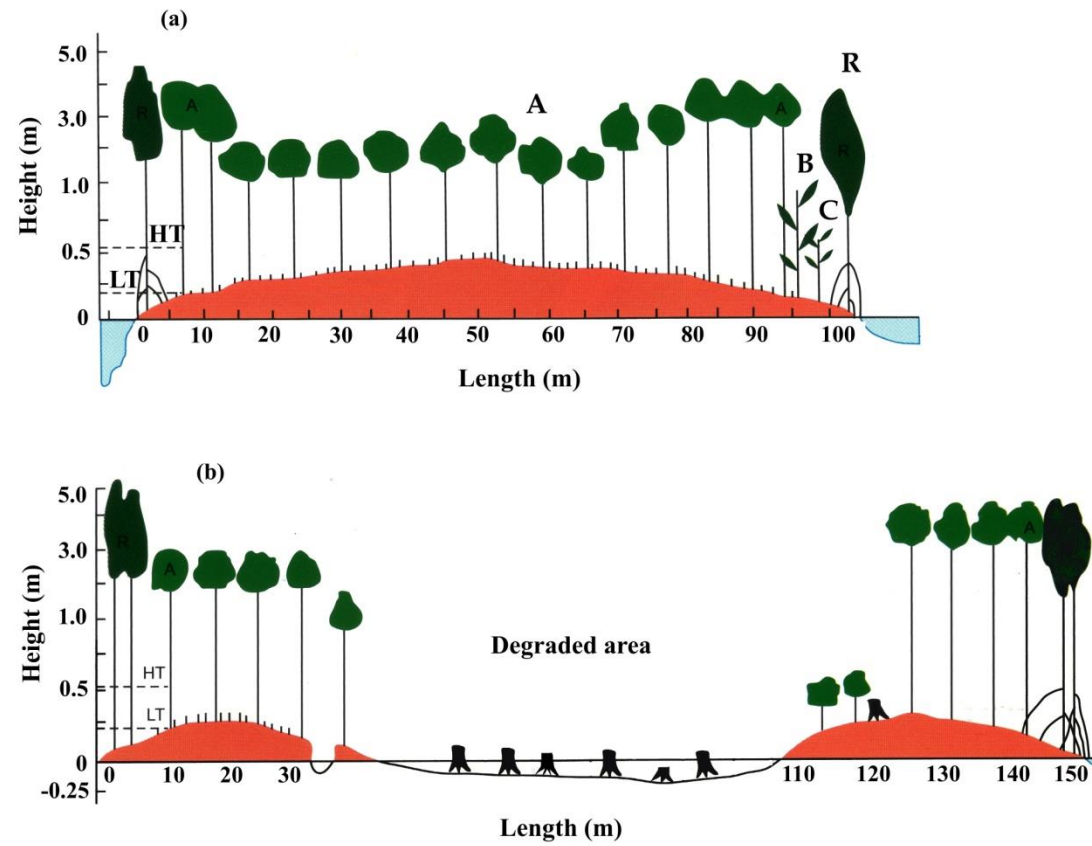 (a)
5.0
3.0
1.0
0.5
0
Height (m)
HT
LT
R
A
A
A
B
C
R
R
0 10 20 30 40 50 60 70 80 90 100
Length (m)
(b)
5.0
3.0
1.0
0.5
0
-0.25
Height (m)
HT
LT
R
A
Degraded area
A
0 10 20 30 110 120 130 140 150
Length (m)